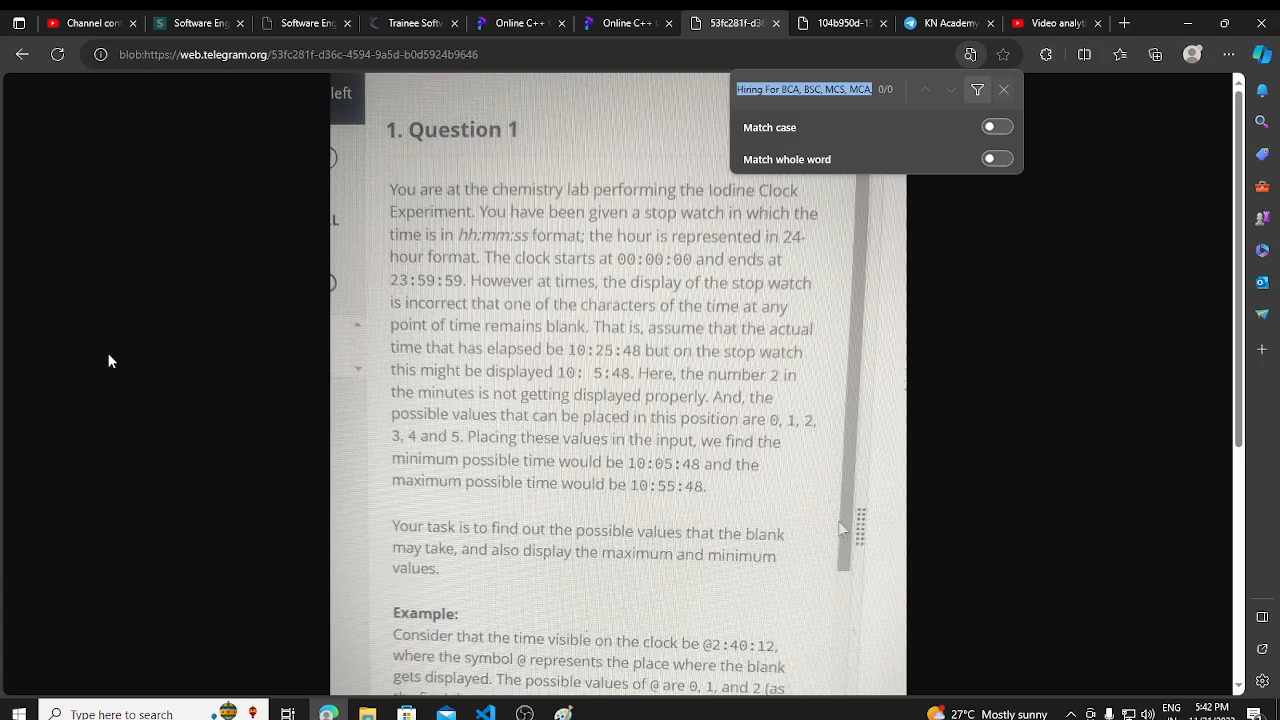 Channel cont
Software Eng
Software Eng
Trainee Softw
Online C++ C
Online C++ C
53fc281f-d36
104b950d-15
KN Academy
Video analyti
blob:https://web.telegram.org/53fc281f-d36c-4594-9a5d-b0d5924b9646
Hiring For BCA, BSC, MCS, MCA, 0/0
Match case
Match whole word
left
1. Question 1
You are at the chemistry lab performing the Iodine Clock
Experiment. You have been given a stop watch in which the
time is in hh:mm:ss format; the hour is represented in 24-
hour format. The clock starts at 00:00:00 and ends at
23:59:59. However at times, the display of the stop watch
is incorrect that one of the characters of the time at any
point of time remains blank. That is, assume that the actual
time that has elapsed be 10:25:48 but on the stop watch
this might be displayed 10: 5:48. Here, the number 2 in
the minutes is not getting displayed properly. And, the
possible values that can be placed in this position are 0, 1, 2,
3, 4 and 5. Placing these values in the input, we find the
minimum possible time would be 10:05:48 and the
maximum possible time would be 10:55:48.
Your task is to find out the possible values that the blank
may take, and also display the maximum and minimum
values.
Example:
Consider that the time visible on the clock be @2:40:12,
where the symbol @ represents the place where the blank
gets displayed. The possible values of @ are 0, 1, and 2 (as
Type here to search
27°C Mostly sunny
ENG
IN
5:42 PM